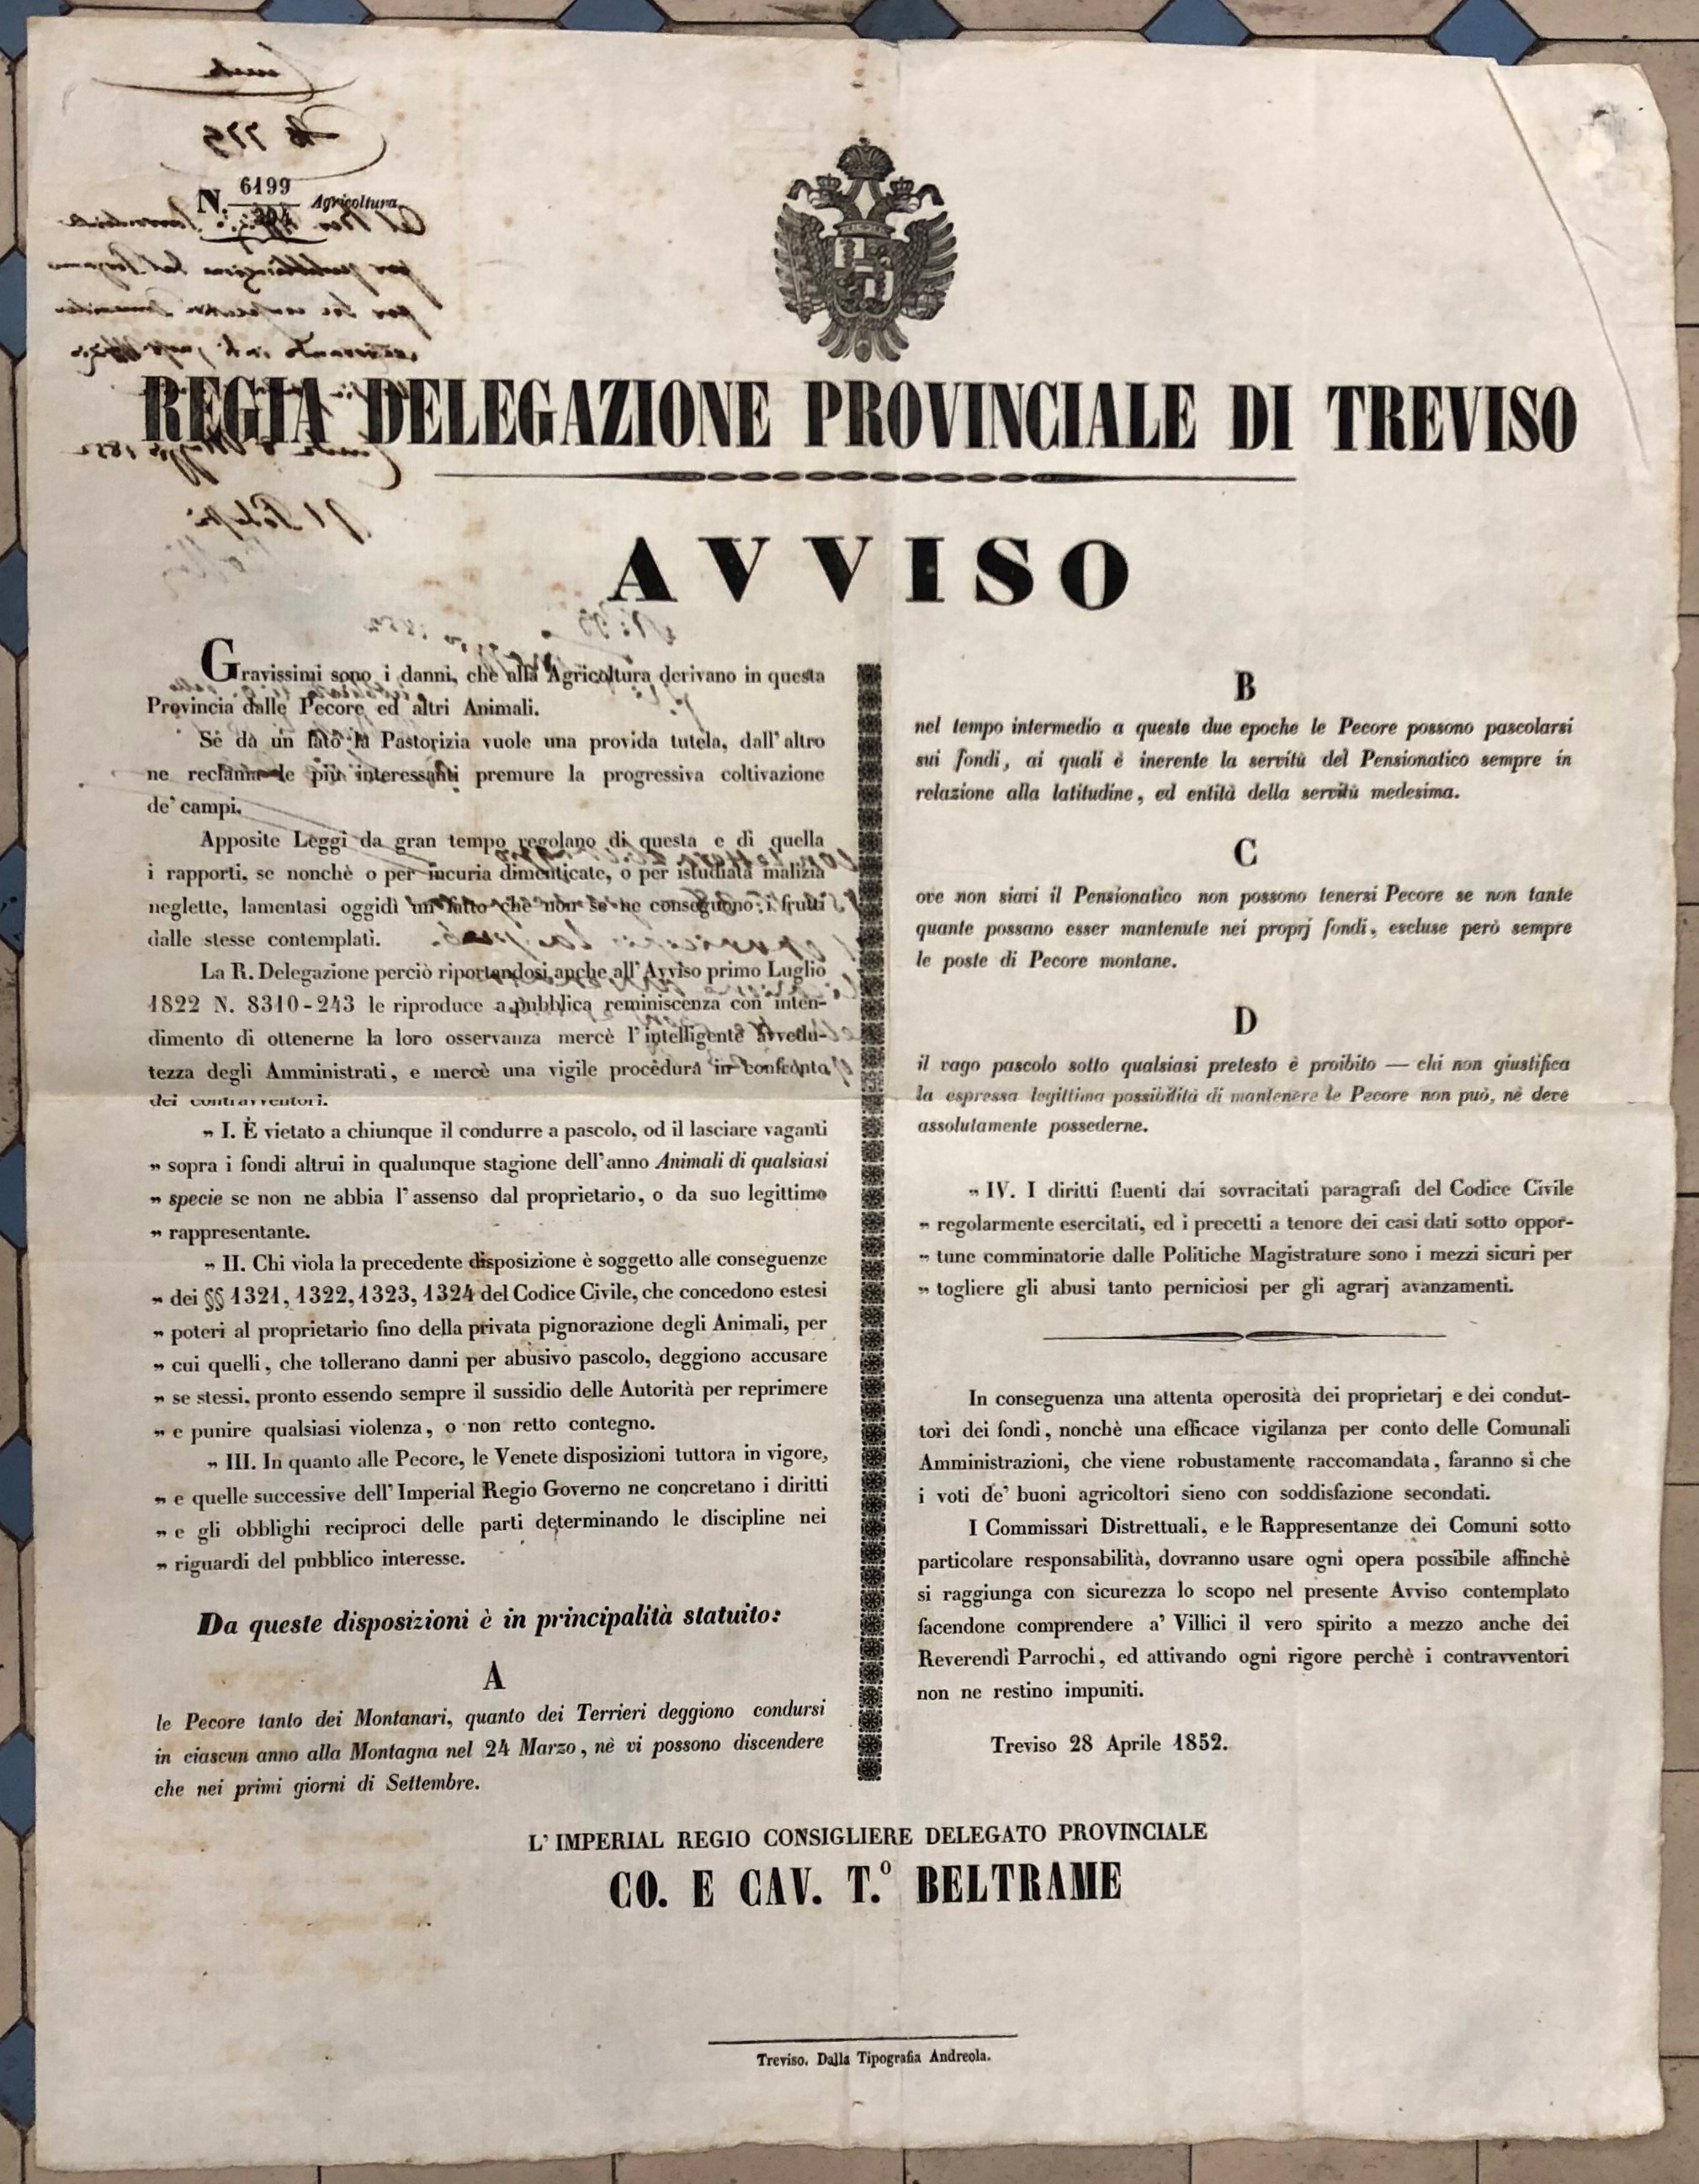 N. 6199
Agricoltura
REGIA DELEGAZIONE PROVINCIALE DI TREVISO
AVVISO
Gravissimi sono i danni, che alla Agricoltura derivano in questa
Provincia dalle Pecore ed altri Animali.
Se da un lato la Pastorizia vuole una provida tutela, dall' altro
ne reclama le più interessanti premure la progressiva coltivazione
de' campi.
Apposite Leggi da gran tempo regolano di questa e di quella
i rapporti, se nonchè o per incuria dimenticate, o per istudiata malizia
neglette, lamentasi oggidì un fatto che non se ne conseguono i frutti
dalle stesse contemplati.
La R. Delegazione perciò riportandosi anche all' Avviso primo Luglio
1822 N. 8310-243 le riproduce a pubblica reminiscenza con inten-
dimento di ottenerne la loro osservanza mercè l' intelligente avvedu-
tezza degli Amministrati, e mercè una vigile procedura in confronto
dei contravventori.
„ I. È vietato a chiunque il condurre a pascolo, od il lasciare vaganti
„ sopra i fondi altrui in qualunque stagione dell' anno Animali di qualsiasi
„ specie se non ne abbia l' assenso dal proprietario, o da suo legittimo
„ rappresentante.
„ II. Chi viola la precedente disposizione è soggetto alle conseguenze
„ dei §§ 1321, 1322, 1323, 1324 del Codice Civile, che concedono estesi
„ poteri al proprietario fino della privata pignorazione degli Animali, per
„ cui quelli, che tollerano danni per abusivo pascolo, deggiono accusare
„ se stessi, pronto essendo sempre il sussidio delle Autorità per reprimere
„ e punire qualsiasi violenza, o non retto contegno.
„ III. In quanto alle Pecore, le Venete disposizioni tuttora in vigore,
„ e quelle successive dell' Imperial Regio Governo ne concretano i diritti
„ e gli obblighi reciproci delle parti determinando le discipline nei
„ riguardi del pubblico interesse.
Da queste disposizioni è in principalità statuito:
A
le Pecore tanto dei Montanari, quanto dei Terrieri deggiono condursi
in ciascun anno alla Montagna nel 24 Marzo, nè vi possono discendere
che nei primi giorni di Settembre.
B
nel tempo intermedio a queste due epoche le Pecore possono pascolarsi
sui fondi, ai quali è inerente la servitù del Pensionatico sempre in
relazione alla latitudine, ed entità della servitù medesima.
C
ove non siavi il Pensionatico non possono tenersi Pecore se non tante
quante possano esser mantenute nei proprj fondi, escluse però sempre
le poste di Pecore montane.
D
il vago pascolo sotto qualsiasi pretesto è proibito — chi non giustifica
la espressa legittima possibilità di mantenere le Pecore non può, nè deve
assolutamente possederne.
„ IV. I diritti fluenti dai sovracitati paragrafi del Codice Civile
„ regolarmente esercitati, ed i precetti a tenore dei casi dati sotto oppor-
„ tune comminatorie dalle Politiche Magistrature sono i mezzi sicuri per
„ togliere gli abusi tanto perniciosi per gli agrarj avanzamenti.
In conseguenza una attenta operosità dei proprietarj e dei condut-
tori dei fondi, nonchè una efficace vigilanza per conto delle Comunali
Amministrazioni, che viene robustamente raccomandata, faranno sì che
i voti de' buoni agricoltori sieno con soddisfazione secondati.
I Commissari Distrettuali, e le Rappresentanze dei Comuni sotto
particolare responsabilità, dovranno usare ogni opera possibile affinchè
si raggiunga con sicurezza lo scopo nel presente Avviso contemplato
facendone comprendere a' Villici il vero spirito a mezzo anche dei
Reverendi Parrochi, ed attivando ogni rigore perchè i contravventori
non ne restino impuniti.
Treviso 28 Aprile 1852.
L' IMPERIAL REGIO CONSIGLIERE DELEGATO PROVINCIALE
CO. E CAV. T.º BELTRAME
Treviso. Dalla Tipografia Andreola.